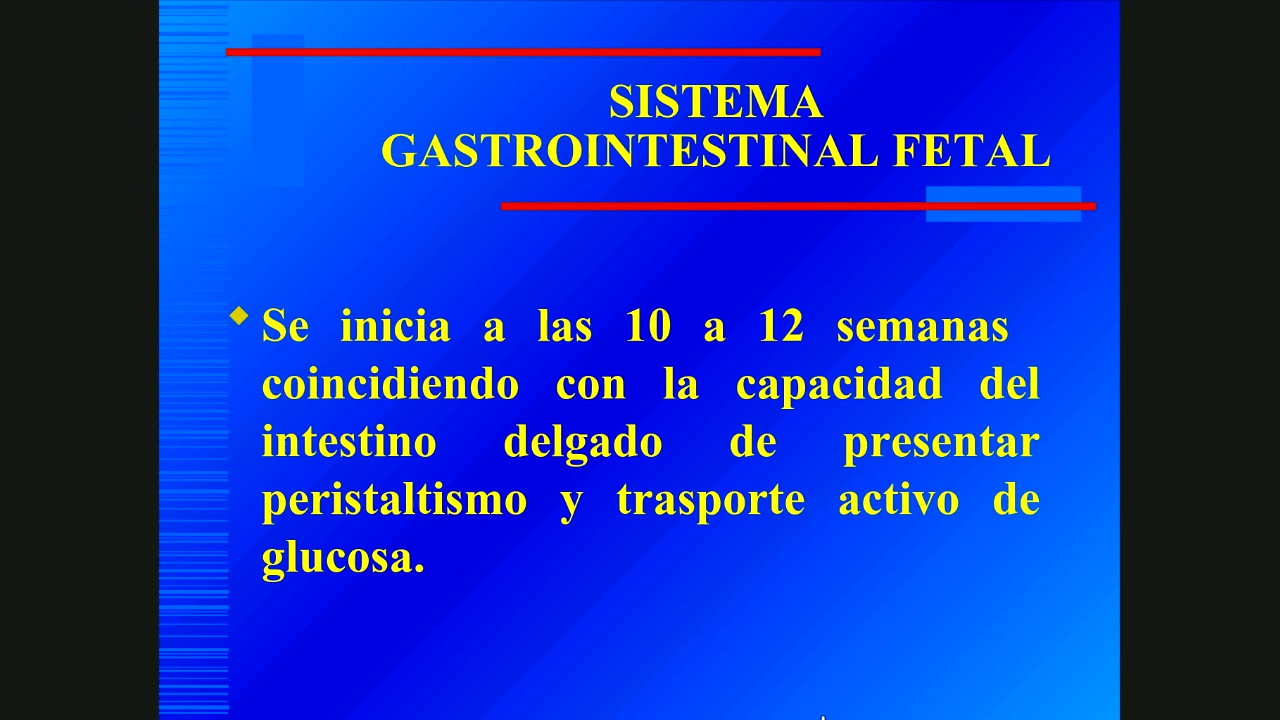 SISTEMA
GASTROINTESTINAL FETAL
Se inicia a las 10 a 12 semanas
coincidiendo con la capacidad del
intestino delgado de presentar
peristaltismo y trasporte activo de
glucosa.